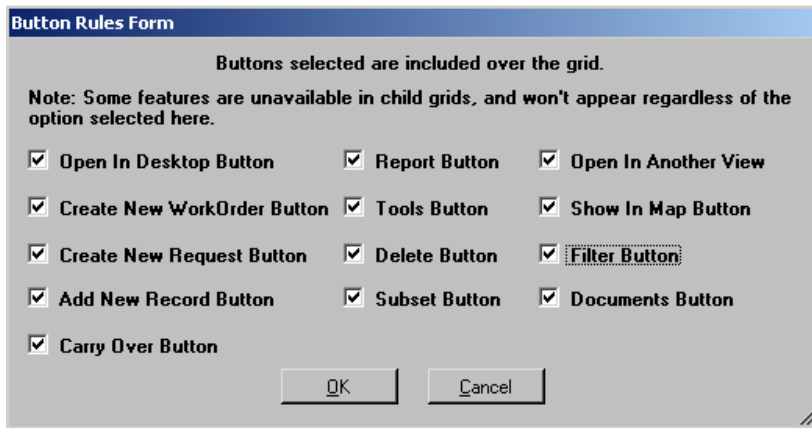 Button Rules Form
Buttons selected are included over the grid.
Note: Some features are unavailable in child grids, and won't appear regardless of the
option selected here.
Open In Desktop Button
Report Button
Open In Another View
Create New WorkOrder Button
Tools Button
Show In Map Button
Create New Request Button
Delete Button
Filter Button
Add New Record Button
Subset Button
Documents Button
Carry Over Button
OK
Cancel